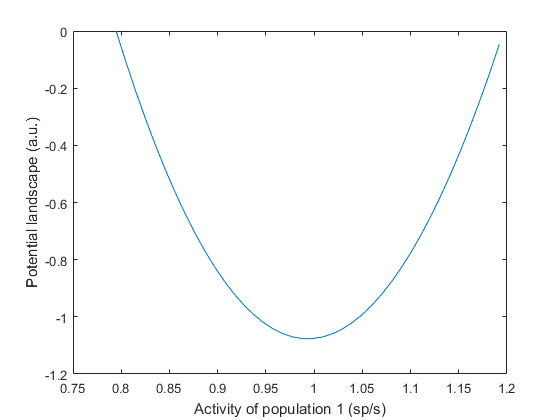 0
-0.2
-0.4
-0.6
-0.8
-1
-1.2
Potential landscape (a.u.)
0.75 0.8 0.85 0.9 0.95 1 1.05 1.1 1.15 1.2
Activity of population 1 (sp/s)